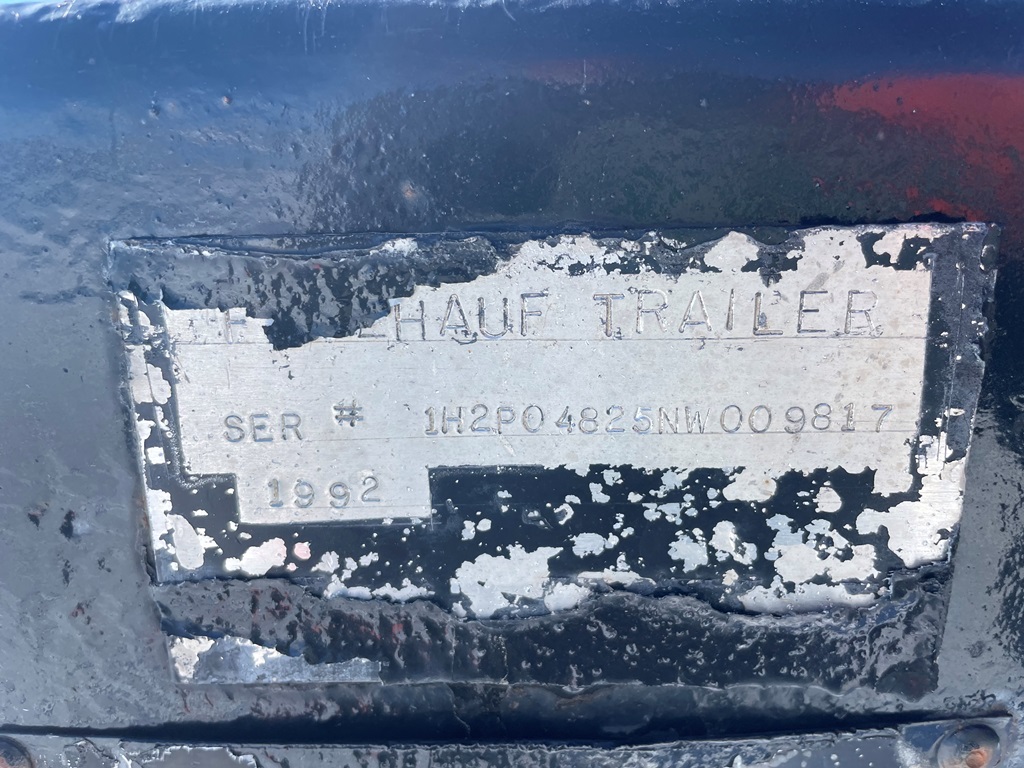 HAUF TRAILER
SER # 1H2P04825NW009817
1992